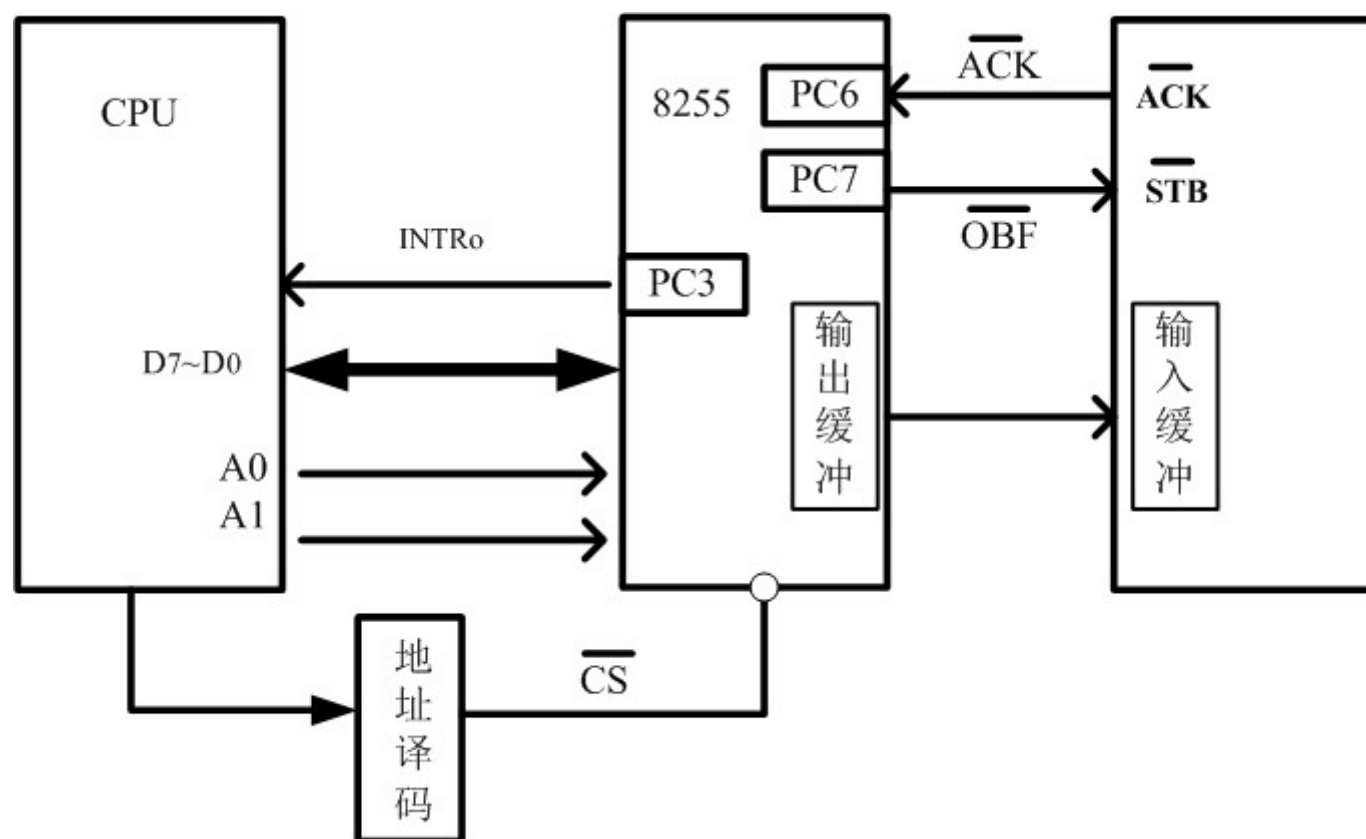 CPU
8255
PC6
ACK
ACK
PC7
STB
OBF
INTRo
PC3
D7~D0
输出缓冲
输入缓冲
A0
A1
地址译码
CS